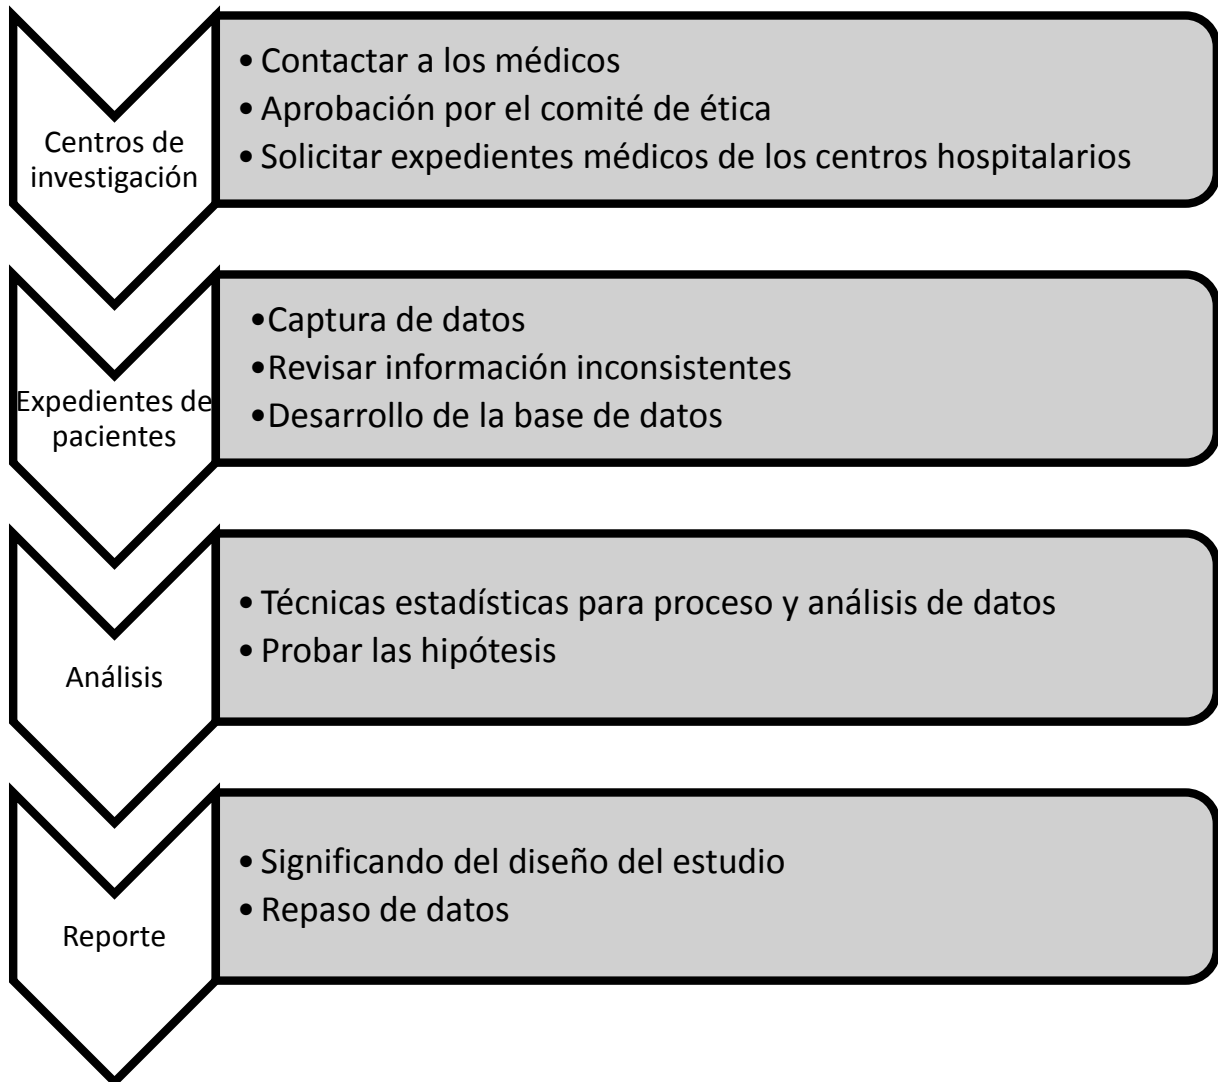 Centros de
investigación
• Contactar a los médicos
• Aprobación por el comité de ética
• Solicitar expedientes médicos de los centros hospitalarios
Expedientes de
pacientes
•Captura de datos
•Revisar información inconsistentes
•Desarrollo de la base de datos
Análisis
• Técnicas estadísticas para proceso y análisis de datos
• Probar las hipótesis
Reporte
• Significando del diseño del estudio
• Repaso de datos